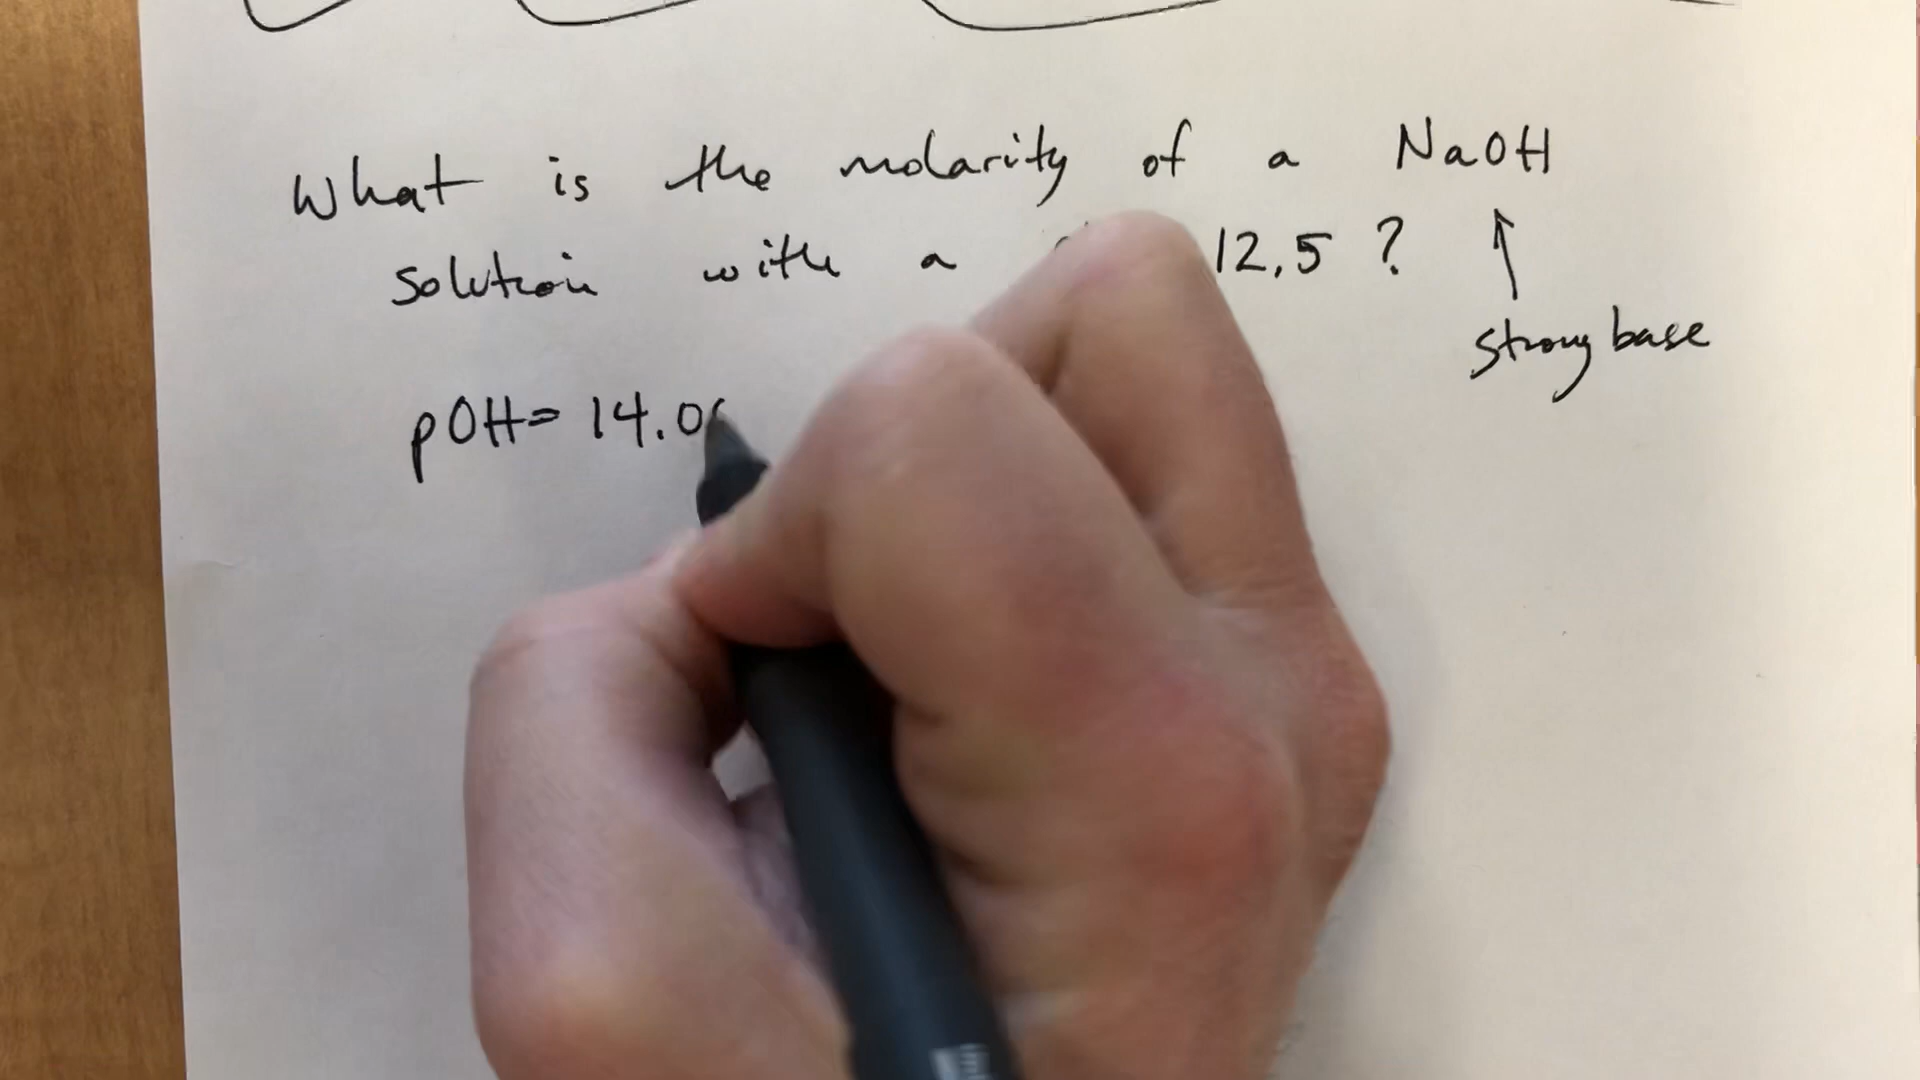 What is the molarity of a NaOH
solution with a 12.5 ?
strong base
pOH= 14.0